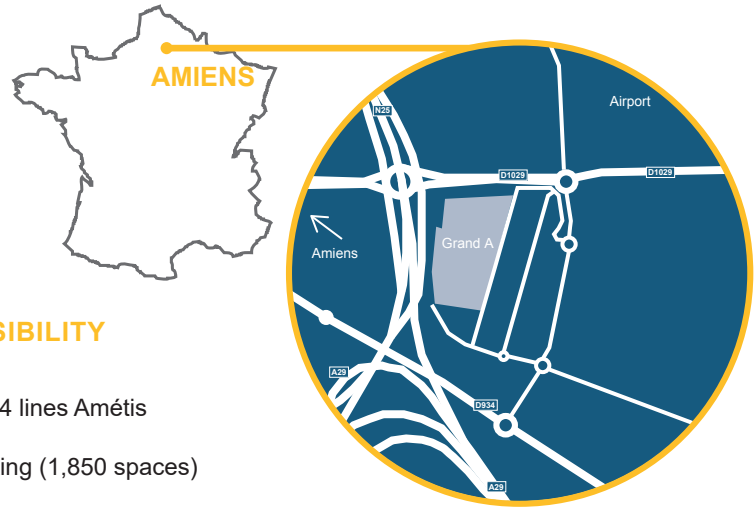 AMIENS
Airport
N25
D1029
D1029
Grand A
Amiens
SIBILITY
A29
4 lines Amétis
D934
ing (1,850 spaces)
A29